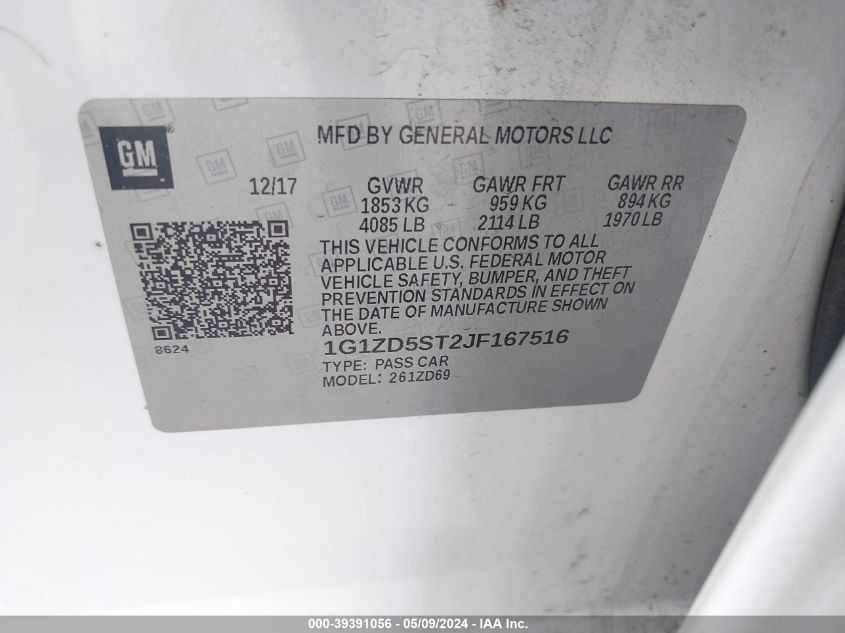 GM
MFD BY GENERAL MOTORS LLC
12/17 GVWR GAWR FRT GAWR RR
1853 KG 959 KG 894 KG
4085 LB 2114 LB 1970 LB
THIS VEHICLE CONFORMS TO ALL
APPLICABLE U.S. FEDERAL MOTOR
VEHICLE SAFETY, BUMPER, AND THEFT
PREVENTION STANDARDS IN EFFECT ON
THE DATE OF MANUFACTURE SHOWN
ABOVE.
8624
1G1ZD5ST2JF167516
TYPE: PASS CAR
MODEL: 261ZD69
000-39391056 - 05/09/2024 - IAA Inc.